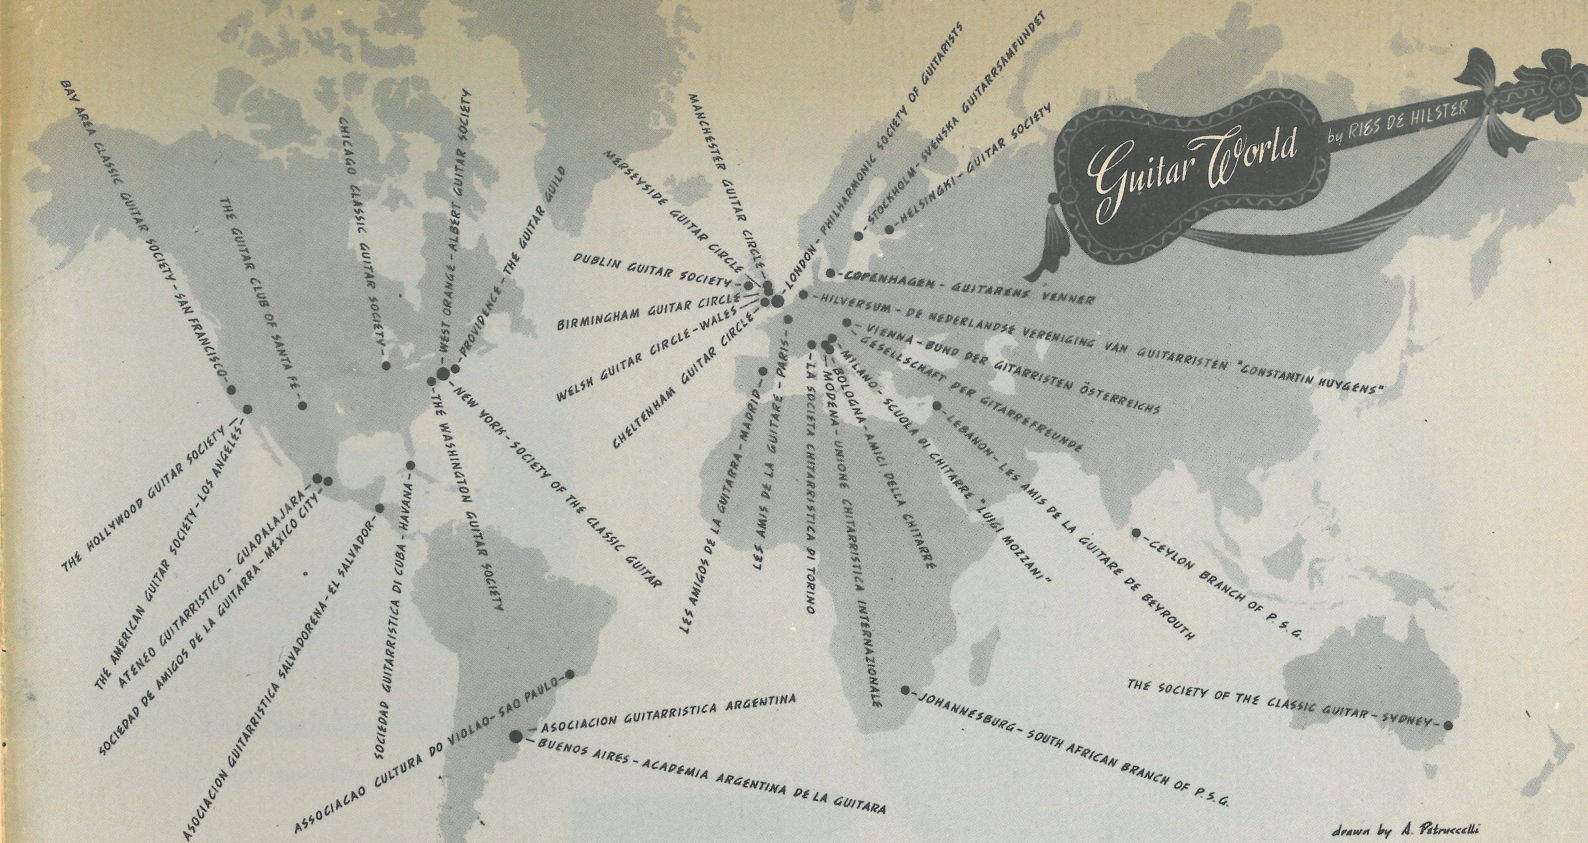 Guitar World
by RIES DE HILSTER
BAY AREA CLASSIC GUITAR SOCIETY - SAN FRANCISCO
THE GUITAR CLUB OF SANTA FE
CHICAGO CLASSIC GUITAR SOCIETY
WEST ORANGE - ALBERT GUITAR SOCIETY
PROVIDENCE - THE GUITAR GUILD
NEW YORK - SOCIETY OF THE CLASSIC GUITAR
THE WASHINGTON GUITAR SOCIETY
THE HOLLYWOOD GUITAR SOCIETY
THE AMERICAN GUITAR SOCIETY - LOS ANGELES
ATENEO GUITARRISTICO - GUADALAJARA
SOCIEDAD DE AMIGOS DE LA GUITARRA - MEXICO CITY
ASOCIACION GUITARRISTICA SALVADORENA - EL SALVADOR
SOCIEDAD GUITARRISTICA DI CUBA - HAVANA
ASSOCIACAO CULTURA DO VIOLAO - SAO PAULO
ASOCIACION GUITARRISTICA ARGENTINA
BUENOS AIRES - ACADEMIA ARGENTINA DE LA GUITARA
MANCHESTER GUITAR CIRCLE
MERSEYSIDE GUITAR CIRCLE
DUBLIN GUITAR SOCIETY
BIRMINGHAM GUITAR CIRCLE
WELSH GUITAR CIRCLE - WALES
CHELTENHAM GUITAR CIRCLE
LONDON - PHILHARMONIC SOCIETY OF GUITARISTS
STOCKHOLM - SVENSKA GUITARRSAMFUNDET
HELSINGKI - GUITAR SOCIETY
COPENHAGEN - GUITARENS VENNER
HILVERSUM - DE NEDERLANDSE VERENIGING VAN GUITARRISTEN "CONSTANTIN HUYGENS"
VIENNA - BUND DER GITARRISTEN ÖSTERREICHS
GESELLSCHAFT DER GITARREFREUNDE
MILANO - SCUOLA DI CHITARRE "LUIGI MOZZANI,"
BOLOGNA - AMICI DELLA CHITARRE
MODENA - UNIONE CHITARRISTICA INTERNAZIONALE
LA SOCIETA CHITARRISTICA DI TORINO
LES AMIS DE LA GUITARE - PARIS
LES AMIGOS DE LA GUITARRA - MADRID
LEBANON - LES AMIS DE LA GUITARE DE BEYROUTH
CEYLON BRANCH OF P.S.G.
JOHANNESBURG - SOUTH AFRICAN BRANCH OF P.S.G.
THE SOCIETY OF THE CLASSIC GUITAR - SYDNEY
drawn by A. Petruccelli